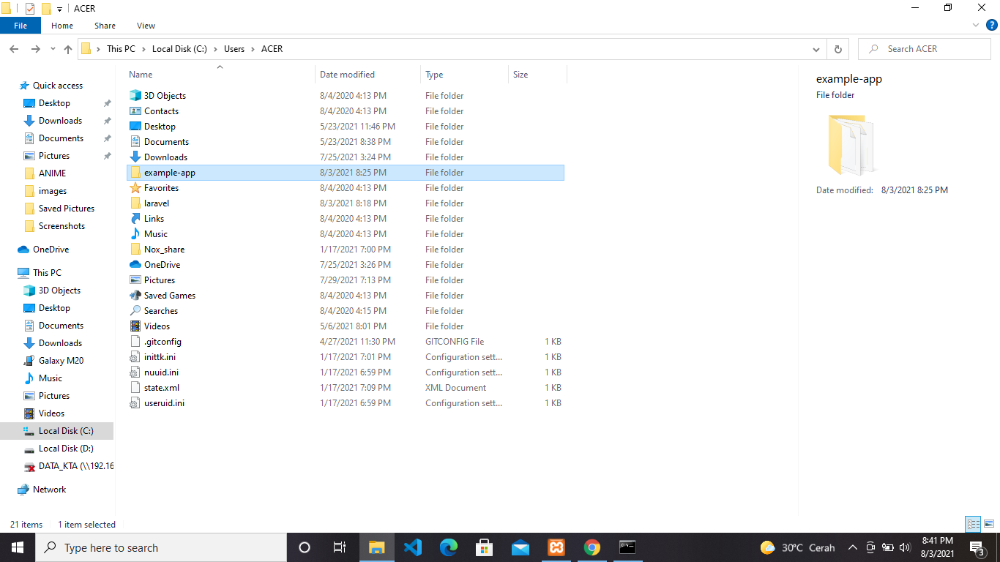 ACER
File Home Share View
This PC Local Disk (C:) Users ACER
Search ACER
Name Date modified Type Size
Quick access
Desktop
Downloads
Documents
Pictures
ANIME
images
Saved Pictures
Screenshots
OneDrive
This PC
3D Objects
Desktop
Documents
Downloads
Galaxy M20
Music
Pictures
Videos
Local Disk (C:)
Local Disk (D:)
DATA_KTA (\\192.16
Network
3D Objects 8/4/2020 4:13 PM File folder
Contacts 8/4/2020 4:13 PM File folder
Desktop 5/23/2021 11:46 PM File folder
Documents 5/23/2021 8:38 PM File folder
Downloads 7/25/2021 3:24 PM File folder
example-app 8/3/2021 8:25 PM File folder
Favorites 8/4/2020 4:13 PM File folder
laravel 8/3/2021 8:18 PM File folder
Links 8/4/2020 4:13 PM File folder
Music 8/4/2020 4:13 PM File folder
Nox_share 1/17/2021 7:00 PM File folder
OneDrive 7/25/2021 3:26 PM File folder
Pictures 7/29/2021 7:13 PM File folder
Saved Games 8/4/2020 4:13 PM File folder
Searches 8/4/2020 4:15 PM File folder
Videos 5/6/2021 8:01 PM File folder
.gitconfig 4/27/2021 11:30 PM GITCONFIG File 1 KB
inittk.ini 1/17/2021 7:01 PM Configuration sett... 1 KB
nuuid.ini 1/17/2021 6:59 PM Configuration sett... 1 KB
state.xml 1/17/2021 7:09 PM XML Document 1 KB
useruid.ini 1/17/2021 6:59 PM Configuration sett... 1 KB
example-app
File folder
Date modified: 8/3/2021 8:25 PM
21 items 1 item selected
Type here to search
30°C Cerah
8:41 PM
8/3/2021
3